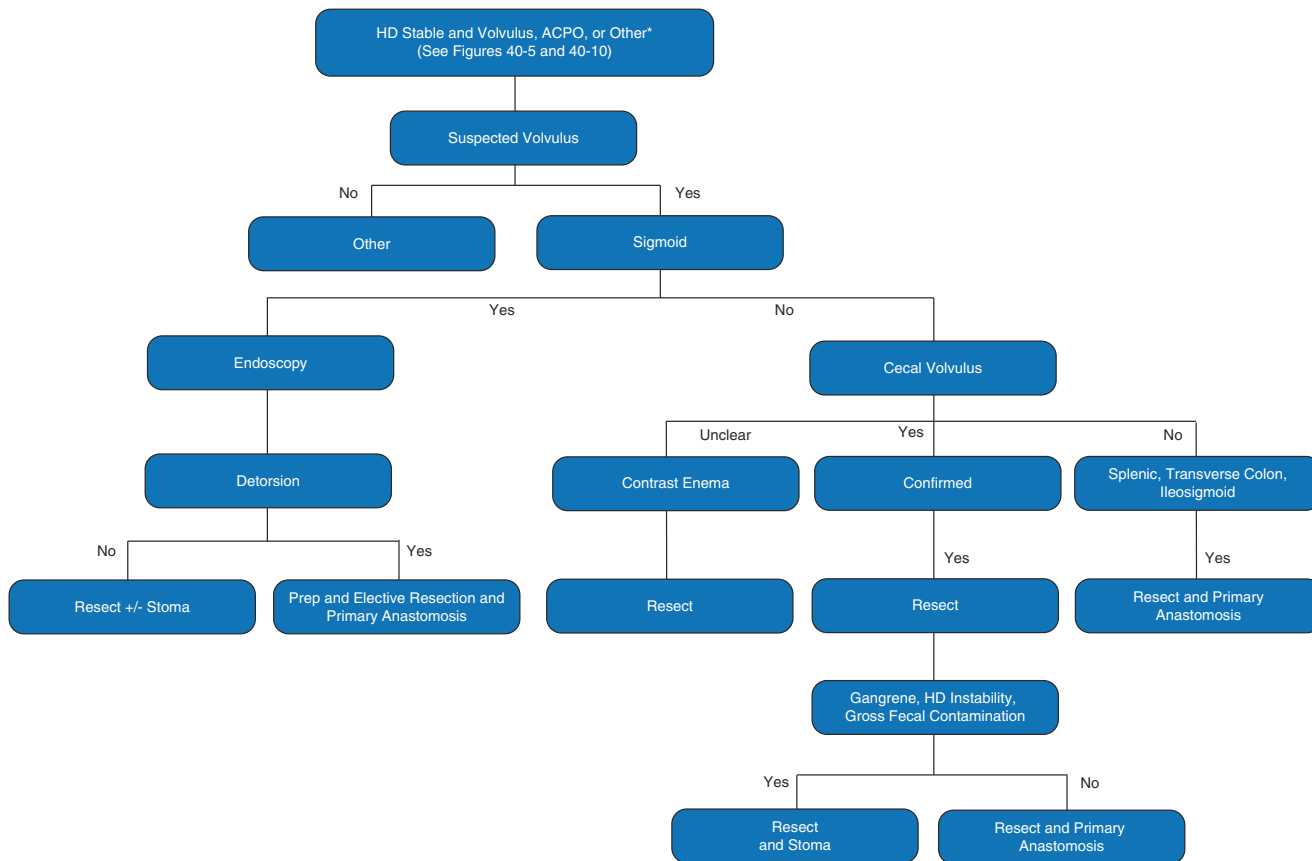 HD Stable and Volvulus, ACPO, or Other*
(See Figures 40-5 and 40-10)
Suspected Volvulus
No
Yes
Other
Sigmoid
Yes
No
Endoscopy
Cecal Volvulus
Unclear
Yes
No
Detorsion
Contrast Enema
Confirmed
Splenic, Transverse Colon,
Ileosigmoid
No
Yes
Yes
Yes
Resect +/- Stoma
Prep and Elective Resection and
Primary Anastomosis
Resect
Resect
Resect and Primary
Anastomosis
Gangrene, HD Instability,
Gross Fecal Contamination
Yes
No
Resect
and Stoma
Resect and Primary
Anastomosis